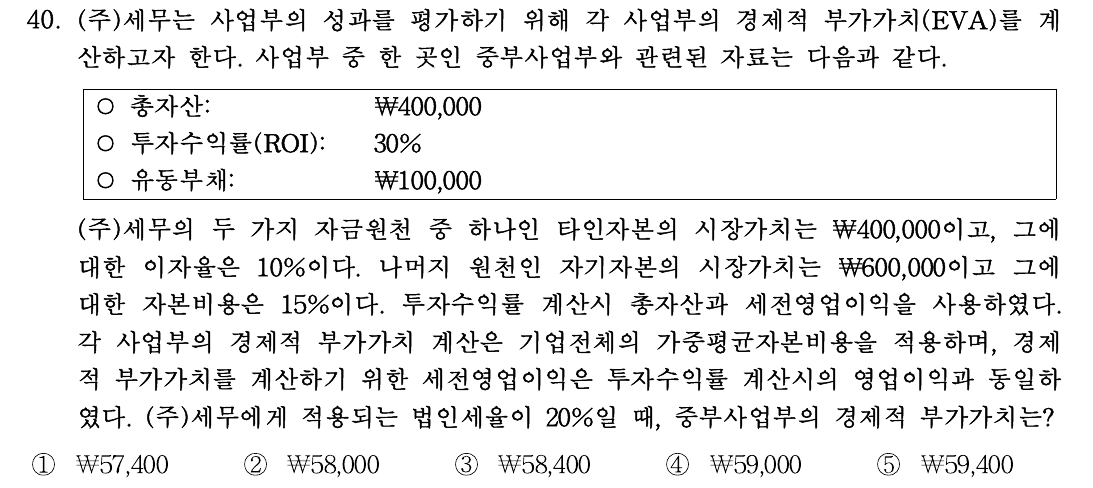 40. (주)세무는 사업부의 성과를 평가하기 위해 각 사업부의 경제적 부가가치(EVA)를 계
산하고자 한다. 사업부 중 한 곳인 중부사업부와 관련된 자료는 다음과 같다.
○ 총자산: ₩400,000
○ 투자수익률(ROI): 30%
○ 유동부채: ₩100,000
(주)세무의 두 가지 자금원천 중 하나인 타인자본의 시장가치는 ₩400,000이고, 그에
대한 이자율은 10%이다. 나머지 원천인 자기자본의 시장가치는 ₩600,000이고 그에
대한 자본비용은 15%이다. 투자수익률 계산시 총자산과 세전영업이익을 사용하였다.
각 사업부의 경제적 부가가치 계산은 기업전체의 가중평균자본비용을 적용하며, 경제
적 부가가치를 계산하기 위한 세전영업이익은 투자수익률 계산시의 영업이익과 동일하
였다. (주)세무에게 적용되는 법인세율이 20%일 때, 중부사업부의 경제적 부가가치는?
① ₩57,400 ② ₩58,000 ③ ₩58,400 ④ ₩59,000 ⑤ ₩59,400